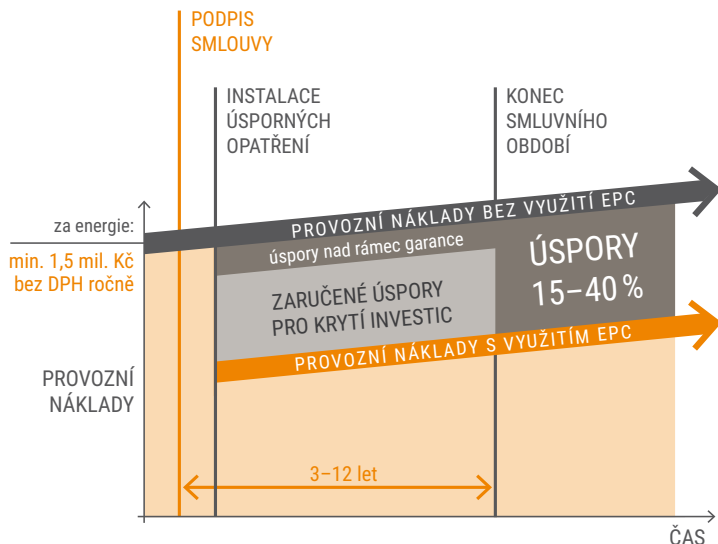 PODPIS
SMLOUVY
INSTALACE
ÚSPORNÝCH
OPATŘENÍ
KONEC
SMLUVNÍHO
OBDOBÍ
za energie:
min. 1,5 mil. Kč
bez DPH ročně
PROVOZNÍ NÁKLADY BEZ VYUŽITÍ EPC
úspory nad rámec garance
ÚSPORY
15–40 %
ZARUČENÉ ÚSPORY
PRO KRYTÍ INVESTIC
PROVOZNÍ NÁKLADY S VYUŽITÍM EPC
PROVOZNÍ
NÁKLADY
3–12 let
ČAS